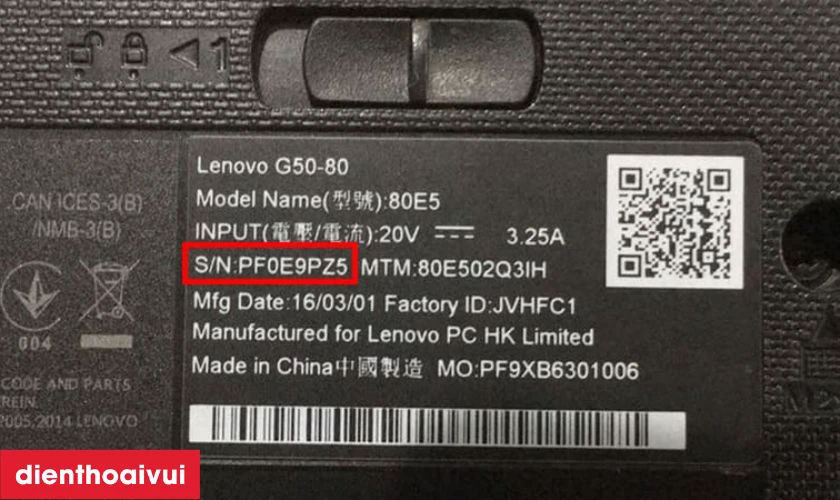 1
Lenovo G50-80
Model Name(型號):80E5
INPUT(電壓/電流):20V 3.25A
S/N:PF0E9PZ5 MTM:80E502Q3IH
Mfg Date:16/03/01 Factory ID:JVHFC1
Manufactured for Lenovo PC HK Limited
Made in China中國製造 MO:PF9XB6301006
CAN ICES-3(B)
/NMB-3(B)
004
CODE AND PARTS
REIN.
2005,2014 LENOVO
dienthoaivui